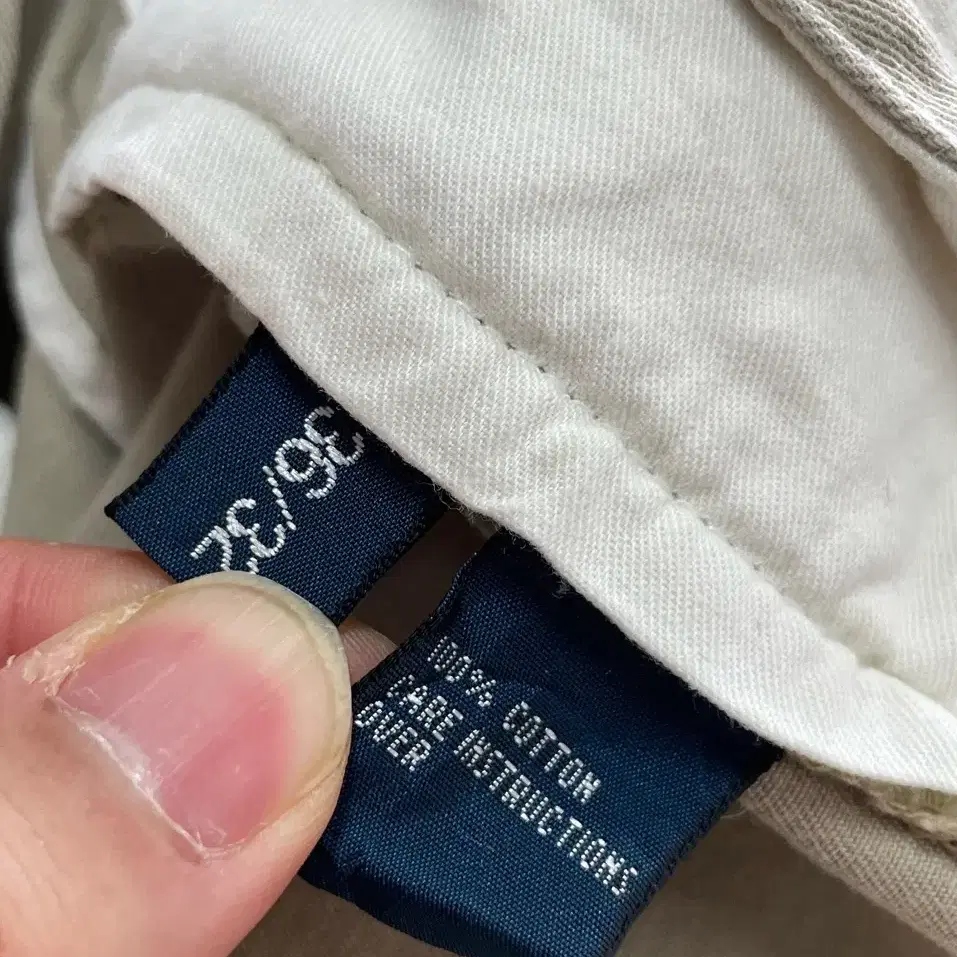 36/32
100% COTTON
CARE INSTRUCTIONS
OVER